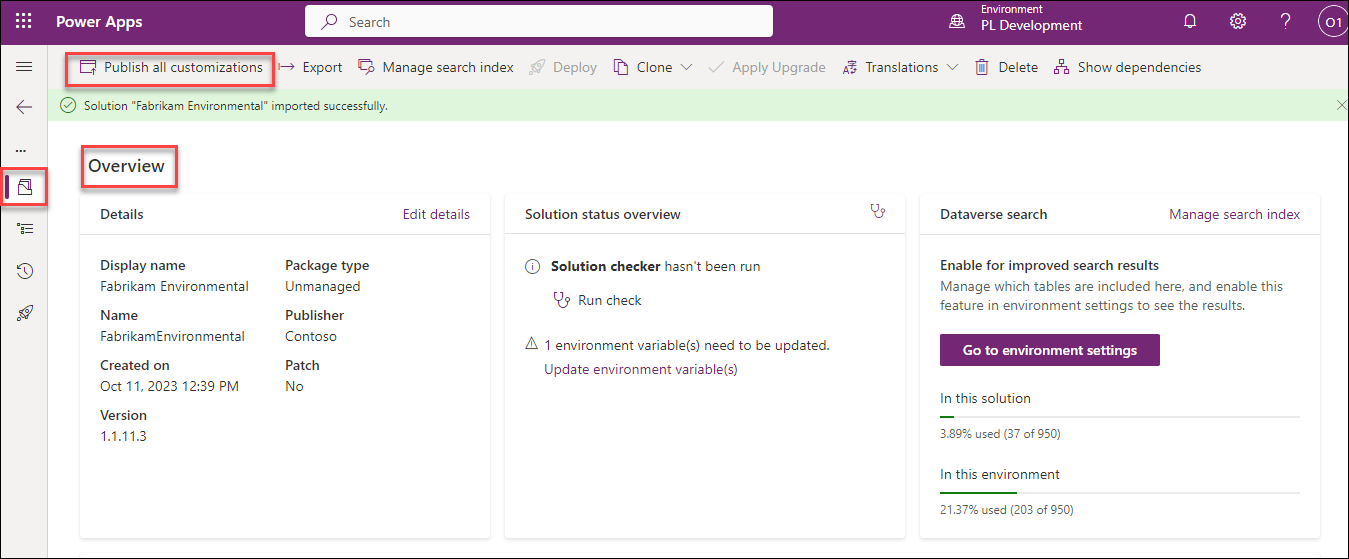 Power Apps
Search
Environment
PL Development
O1
Publish all customizations
Export
Manage search index
Deploy
Clone
Apply Upgrade
Translations
Delete
Show dependencies
Solution "Fabrikam Environmental" imported successfully.
Overview
Details
Edit details
Display name
Fabrikam Environmental
Package type
Unmanaged
Name
FabrikamEnvironmental
Publisher
Contoso
Created on
Oct 11, 2023 12:39 PM
Patch
No
Version
1.1.11.3
Solution status overview
Solution checker hasn't been run
Run check
1 environment variable(s) need to be updated.
Update environment variable(s)
Dataverse search
Manage search index
Enable for improved search results
Manage which tables are included here, and enable this
feature in environment settings to see the results.
Go to environment settings
In this solution
3.89% used (37 of 950)
In this environment
21.37% used (203 of 950)